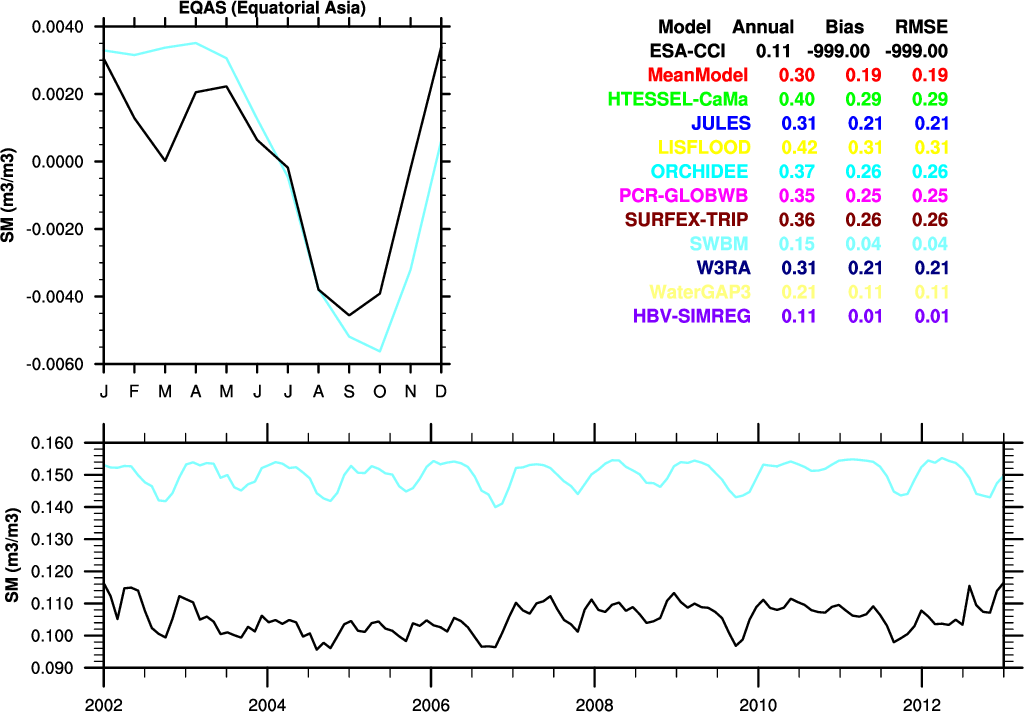 EQAS (Equatorial Asia)
0.0040
0.0020
0.0000
-0.0020
-0.0040
-0.0060
SM (m3/m3)
J F M A M J J A S O N D
Model Annual Bias RMSE
ESA-CCI 0.11 -999.00 -999.00
MeanModel 0.30 0.19 0.19
HTESSEL-CaMa 0.40 0.29 0.29
JULES 0.31 0.21 0.21
LISFLOOD 0.42 0.31 0.31
ORCHIDEE 0.37 0.26 0.26
PCR-GLOBWB 0.35 0.25 0.25
SURFEX-TRIP 0.36 0.26 0.26
SWBM 0.15 0.04 0.04
W3RA 0.31 0.21 0.21
WaterGAP3 0.21 0.11 0.11
HBV-SIMREG 0.11 0.01 0.01
0.160
0.150
0.140
0.130
0.120
0.110
0.100
0.090
SM (m3/m3)
2002 2004 2006 2008 2010 2012